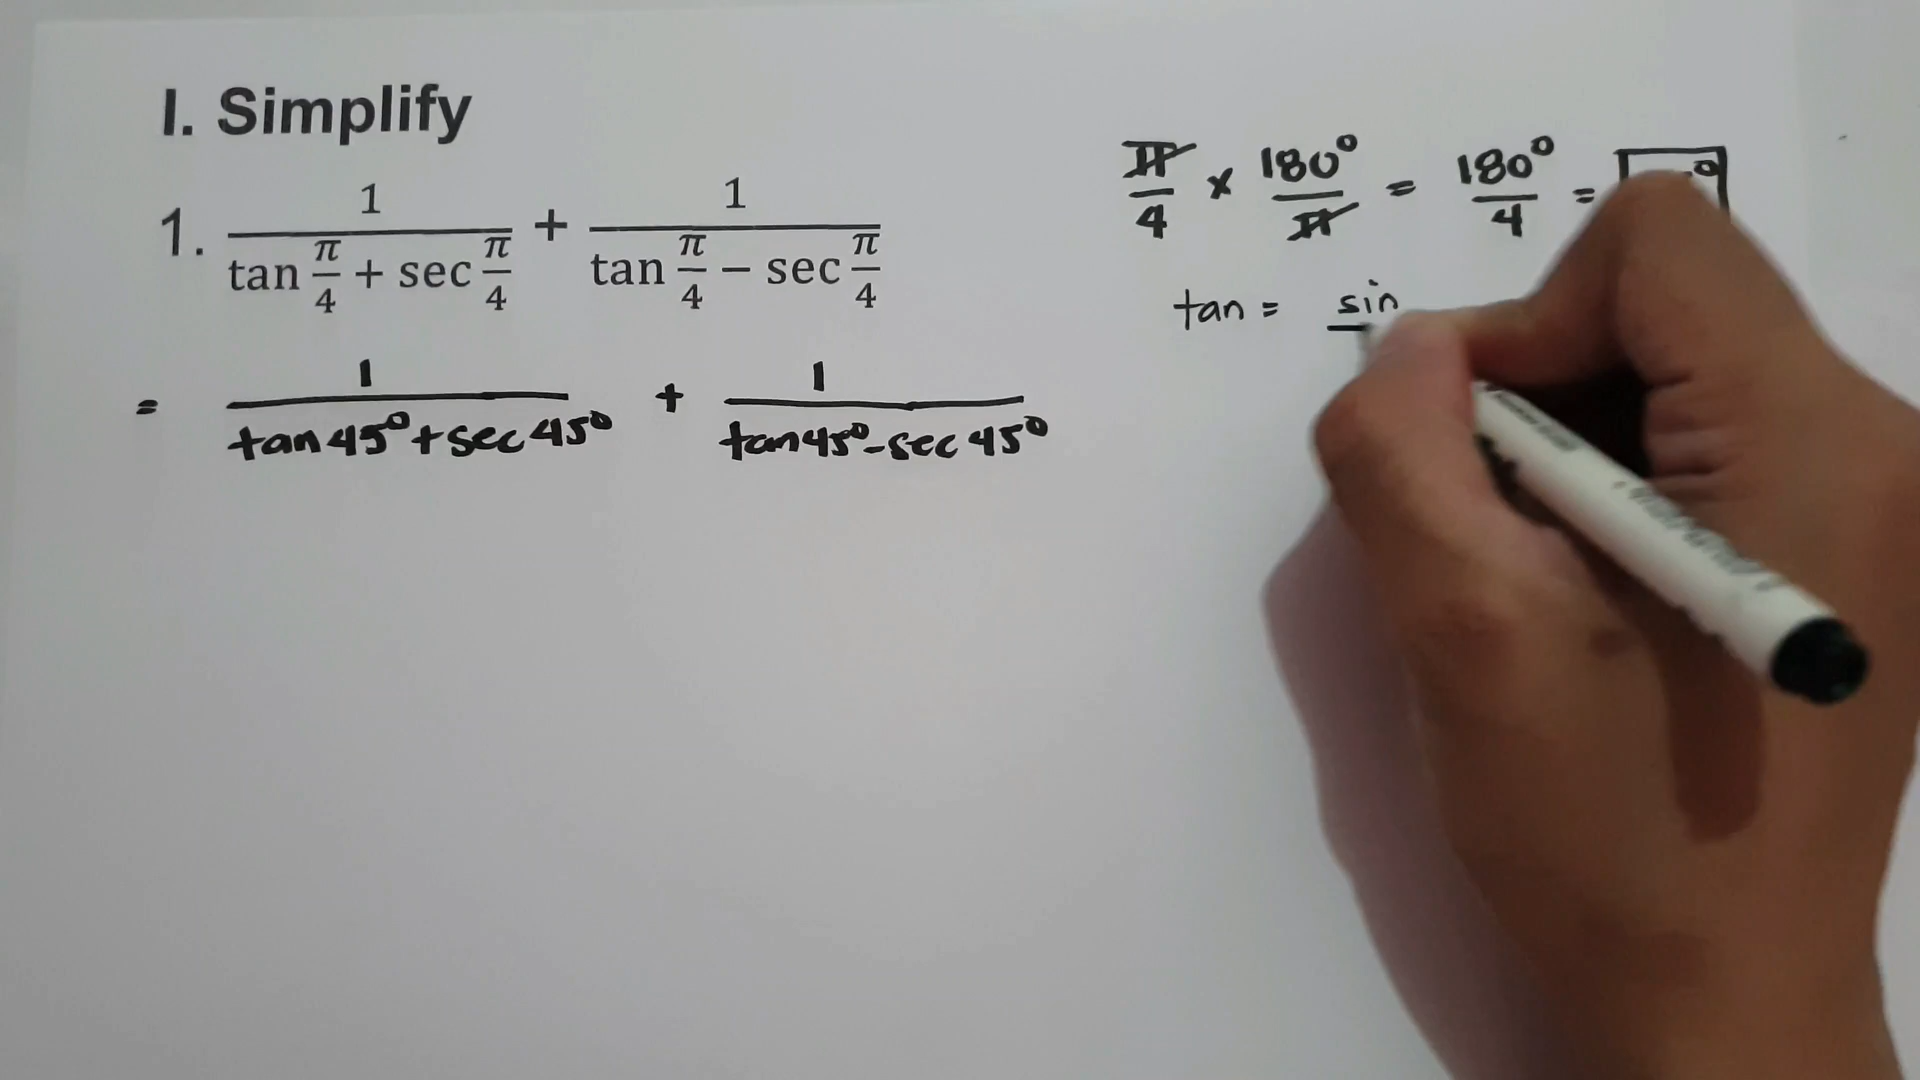 I. Simplify
1. 1/(tan π/4 + sec π/4) + 1/(tan π/4 − sec π/4)
= 1/(tan 45° + sec 45°) + 1/(tan 45° - sec 45°)
π/4 × 180°/π = 180°/4 =
tan = sin